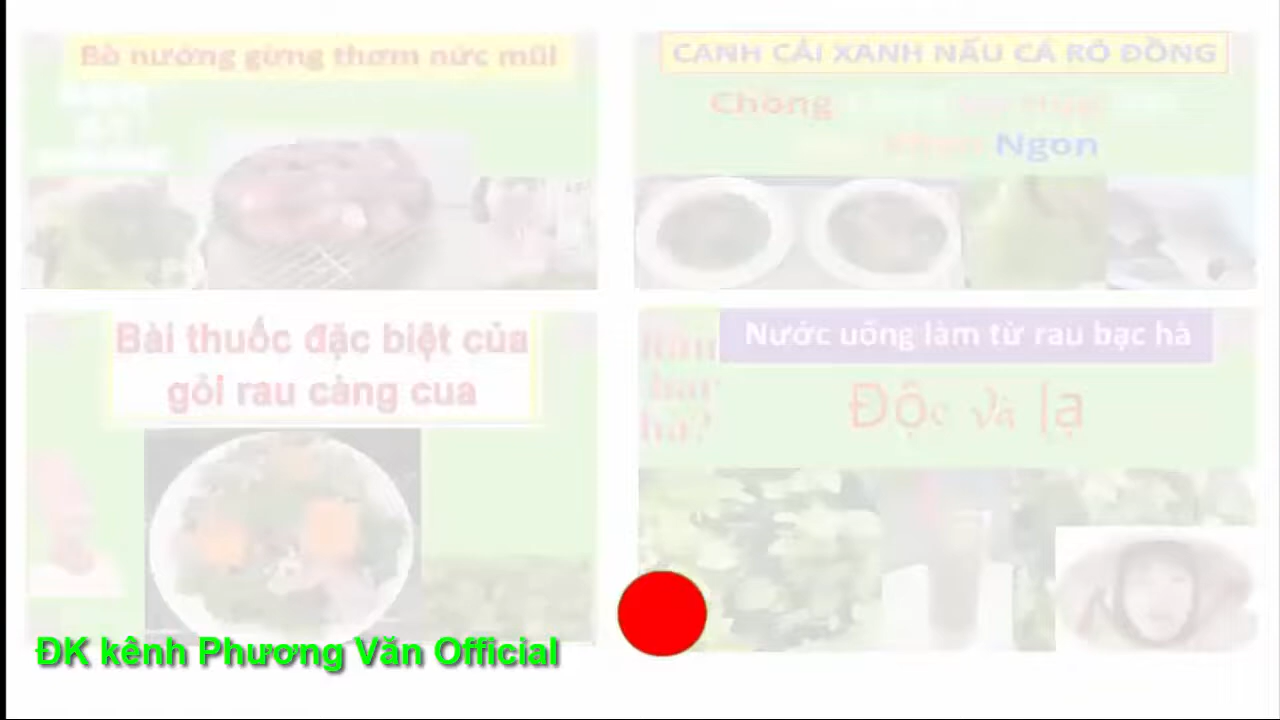 Bò nướng gừng thơm nức mũi
CANH CẢI XANH NẤU CÁ RÔ ĐỒNG
Chồng
Ngon
Bài thuốc đặc biệt của
gỏi rau càng cua
Nước uống làm từ rau bạc hà
Độc và lạ
ĐK kênh Phương Văn Official